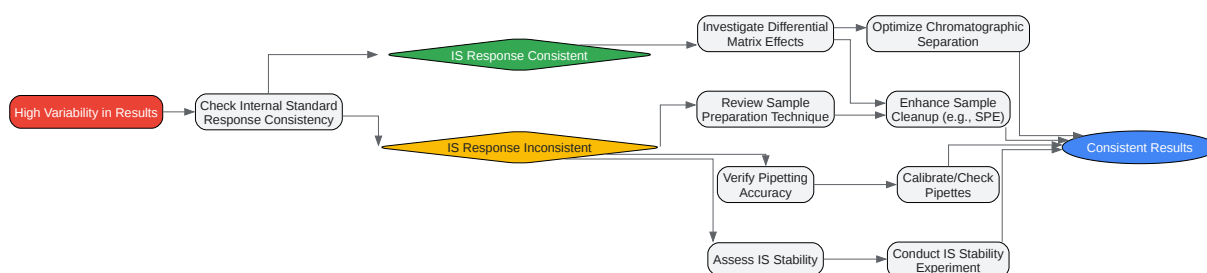 High Variability in Results
Check Internal Standard
Response Consistency
IS Response Consistent
IS Response Inconsistent
Investigate Differential
Matrix Effects
Optimize Chromatographic
Separation
Review Sample
Preparation Technique
Enhance Sample
Cleanup (e.g., SPE)
Verify Pipetting
Accuracy
Calibrate/Check
Pipettes
Assess IS Stability
Conduct IS Stability
Experiment
Consistent Results